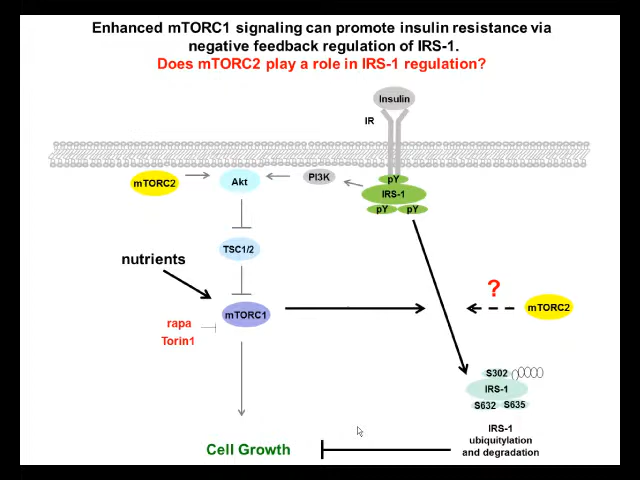 Enhanced mTORC1 signaling can promote insulin resistance via
negative feedback regulation of IRS-1.
Does mTORC2 play a role in IRS-1 regulation?
Insulin
IR
mTORC2
Akt
PI3K
pY
IRS-1
pY
pY
TSC1/2
nutrients
?
mTORC1
mTORC2
rapa
Torin1
S302
IRS-1
S632
S635
Cell Growth
IRS-1
ubiquitylation
and degradation